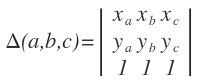 Δ(a,b,c)= | x_a x_b x_c |
| y_a y_b y_c |
| 1 1 1 |